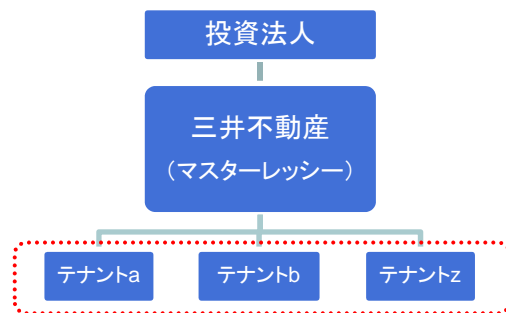 投資法人
三井不動産
（マスターレッシー）
テナントa
テナントb
テナントz